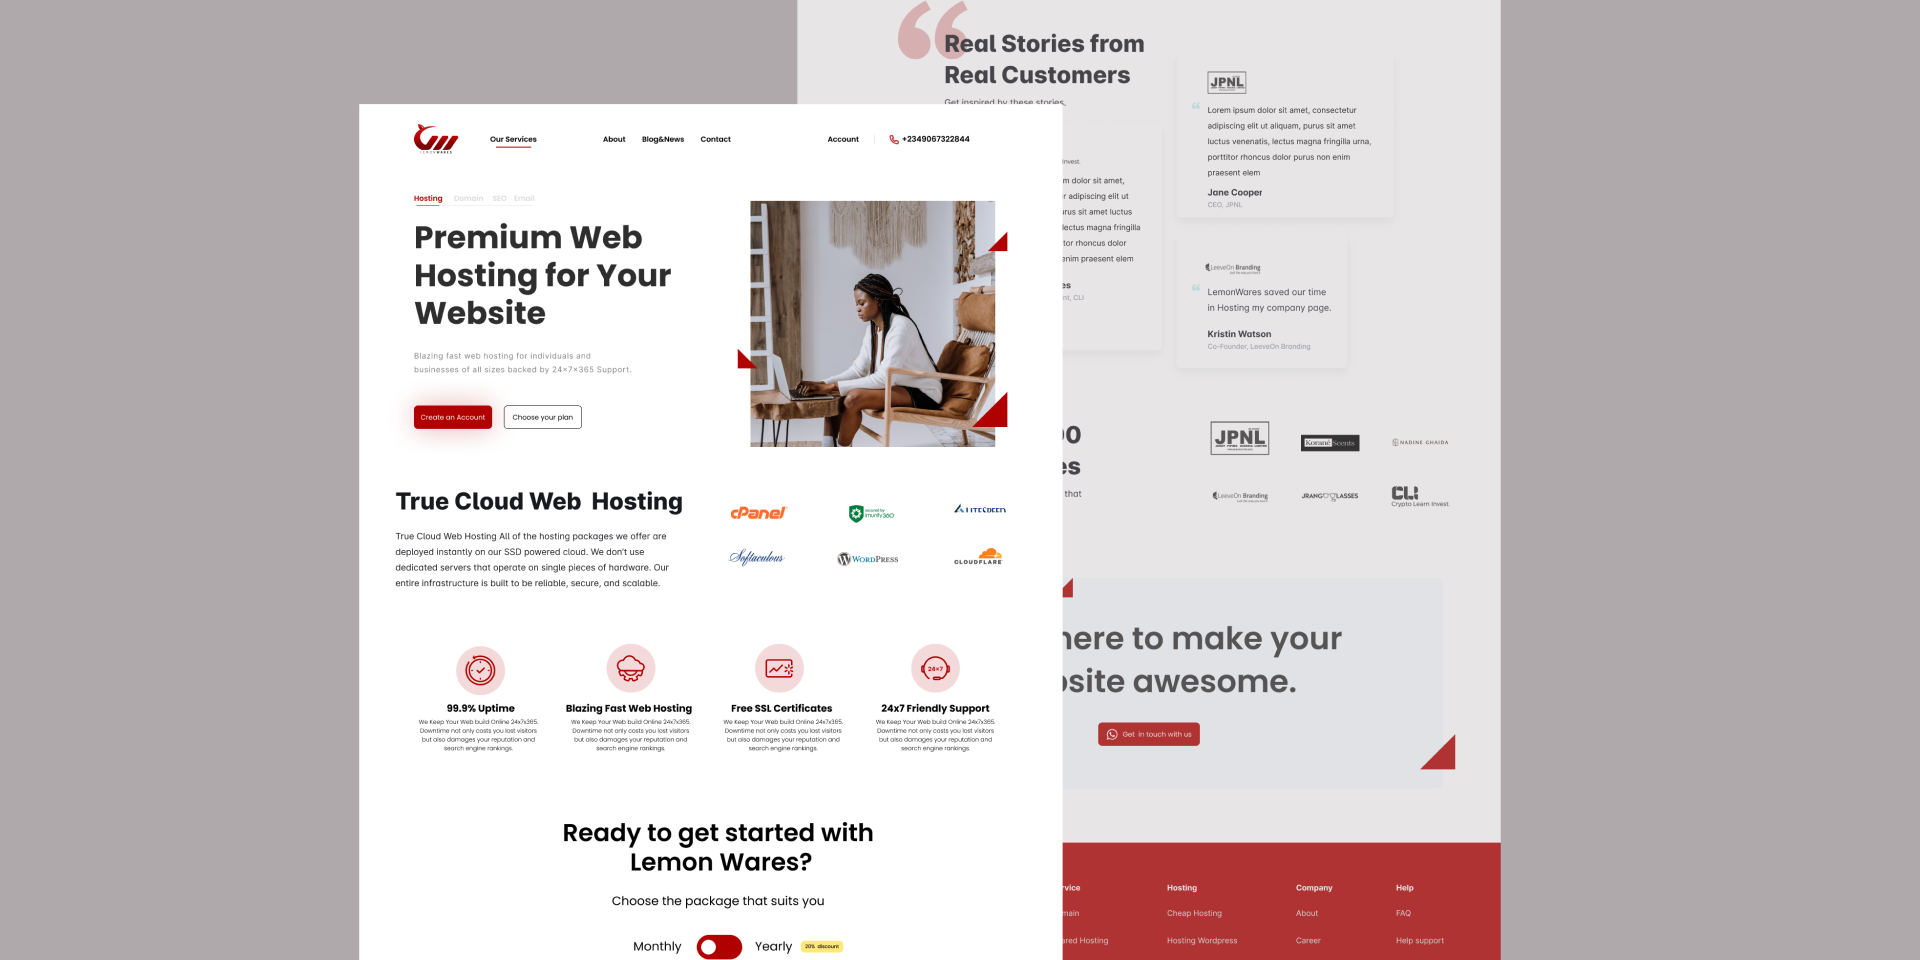 LEMONWARES
Our Services
About
Blog&News
Contact
Account
+2349067322844
Hosting
Domain
SEO
Email
Premium Web
Hosting for Your
Website
Blazing fast web hosting for individuals and
businesses of all sizes backed by 24×7×365 Support.
Create an Account
Choose your plan
True Cloud Web Hosting
True Cloud Web Hosting All of the hosting packages we offer are
deployed instantly on our SSD powered cloud. We don't use
dedicated servers that operate on single pieces of hardware. Our
entire infrastructure is built to be reliable, secure, and scalable.
cPanel
secured by
imunify360
LITESPEED
Softaculous
WORDPRESS
CLOUDFLARE
99.9% Uptime
We Keep Your Web build Online 24x7x365.
Downtime not only costs you lost visitors
but also damages your reputation and
search engine rankings.
Blazing Fast Web Hosting
We Keep Your Web build Online 24x7x365.
Downtime not only costs you lost visitors
but also damages your reputation and
search engine rankings.
Free SSL Certificates
We Keep Your Web build Online 24x7x365.
Downtime not only costs you lost visitors
but also damages your reputation and
search engine rankings.
24×7
24x7 Friendly Support
We Keep Your Web build Online 24x7x365.
Downtime not only costs you lost visitors
but also damages your reputation and
search engine rankings.
Ready to get started with
Lemon Wares?
Choose the package that suits you
Monthly
Yearly
20% discount
“
Real Stories from
Real Customers
Get inspired by these stories.
JPNL
“
Lorem ipsum dolor sit amet, consectetur
adipiscing elit ut aliquam, purus sit amet
luctus venenatis, lectus magna fringilla urna,
porttitor rhoncus dolor purus non enim
praesent elem
Jane Cooper
CEO, JPNL
nvest.
m dolor sit amet,
r adipiscing elit ut
urus sit amet luctus
lectus magna fringilla
tor rhoncus dolor
enim praesent elem
es
nt, CLI
LeeveOn Branding
“
LemonWares saved our time
in Hosting my company page.
Kristin Watson
Co-Founder, LeeveOn Branding
00
es
that
JPNL
Korané Scents
NADINE GHAIDA
LeeveOn Branding
JRANG GLASSES
CLI
Crypto Learn Invest.
here to make your
bsite awesome.
Get in touch with us
rvice
main
ared Hosting
Hosting
Cheap Hosting
Hosting Wordpress
Company
About
Career
Help
FAQ
Help support